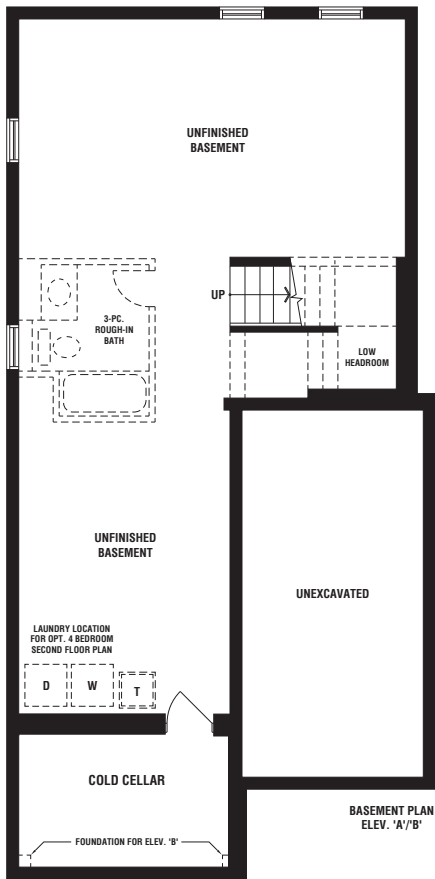 UNFINISHED
BASEMENT
UP
3-PC.
ROUGH-IN
BATH
LOW
HEADROOM
UNFINISHED
BASEMENT
UNEXCAVATED
LAUNDRY LOCATION
FOR OPT. 4 BEDROOM
SECOND FLOOR PLAN
D
W
T
COLD CELLAR
FOUNDATION FOR ELEV. 'B'
BASEMENT PLAN
ELEV. 'A'/'B'